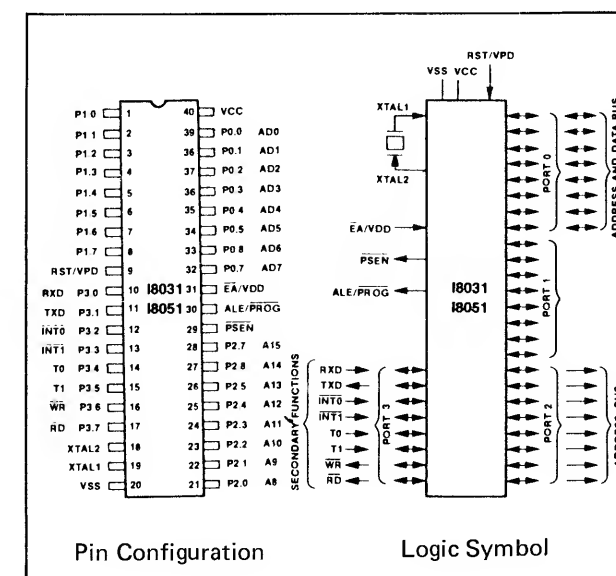 P1 0 1 40 VCC
P1 1 2 39 P0.0 AD0
P1 2 3 36 P0.1 AD1
P1.3 4 37 P0 2 AD2
P1.4 5 36 P0 3 AD3
P1 5 6 35 P0 4 AD4
P1.6 7 34 P0.5 AD5
P1.7 8 33 P0 8 AD6
RST/VPD 9 32 P0.7 AD7
RXD P3 0 10 I8031 31 EA/VDD
TXD P3.1 11 I8051 30 ALE/PROG
INT0 P3 2 12 29 PSEN
INT1 P3 3 13 28 P2.7 A15
T0 P3 4 14 27 P2 8 A14
T1 P3 5 15 26 P2 5 A13
WR P3 6 16 25 P2 4 A12
RD P3.7 17 24 P2.3 A11
XTAL2 18 23 P2.2 A10
XTAL1 19 22 P2 1 A9
VSS 20 21 P2.0 A8
Pin Configuration
RST/VPD
VSS VCC
XTAL1
XTAL2
EA/VDD
PSEN
ALE/PROG
I8031
I8051
PORT 0
ADDRESS AND DATA BUS
PORT 1
SECONDARY FUNCTIONS
RXD
TXD
INT0
INT1
T0
T1
WR
RD
PORT 3
PORT 2
Logic Symbol